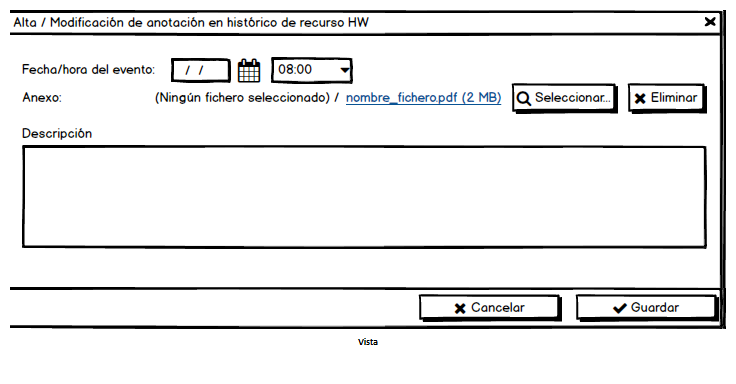 Alta / Modificación de anotación en histórico de recurso HW
Fecha/hora del evento: / / 08:00
Anexo: (Ningún fichero seleccionado) / nombre_fichero.pdf (2 MB) Seleccionar... Eliminar
Descripción
Cancelar Guardar
Vista